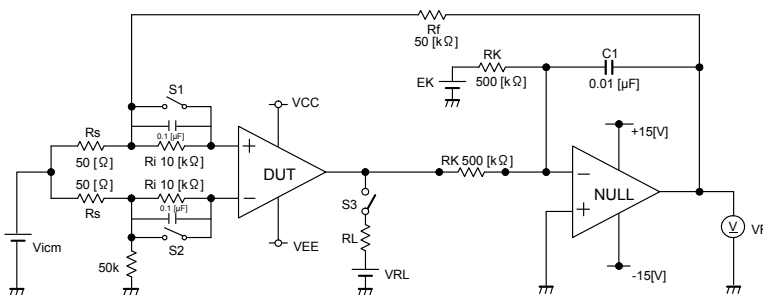 Rf
50 [kΩ]
C1
0.01 [µF]
RK
500 [kΩ]
EK
S1
VCC
0.1 [µF]
Rs
50 [Ω]
Ri 10 [kΩ]
+
DUT
+15[V]
50 [Ω]
Ri 10 [kΩ]
−
RK 500 [kΩ]
−
NULL
Rs
0.1 [µF]
S3
+
V
VF
Vicm
S2
VEE
RL
50k
VRL
-15[V]